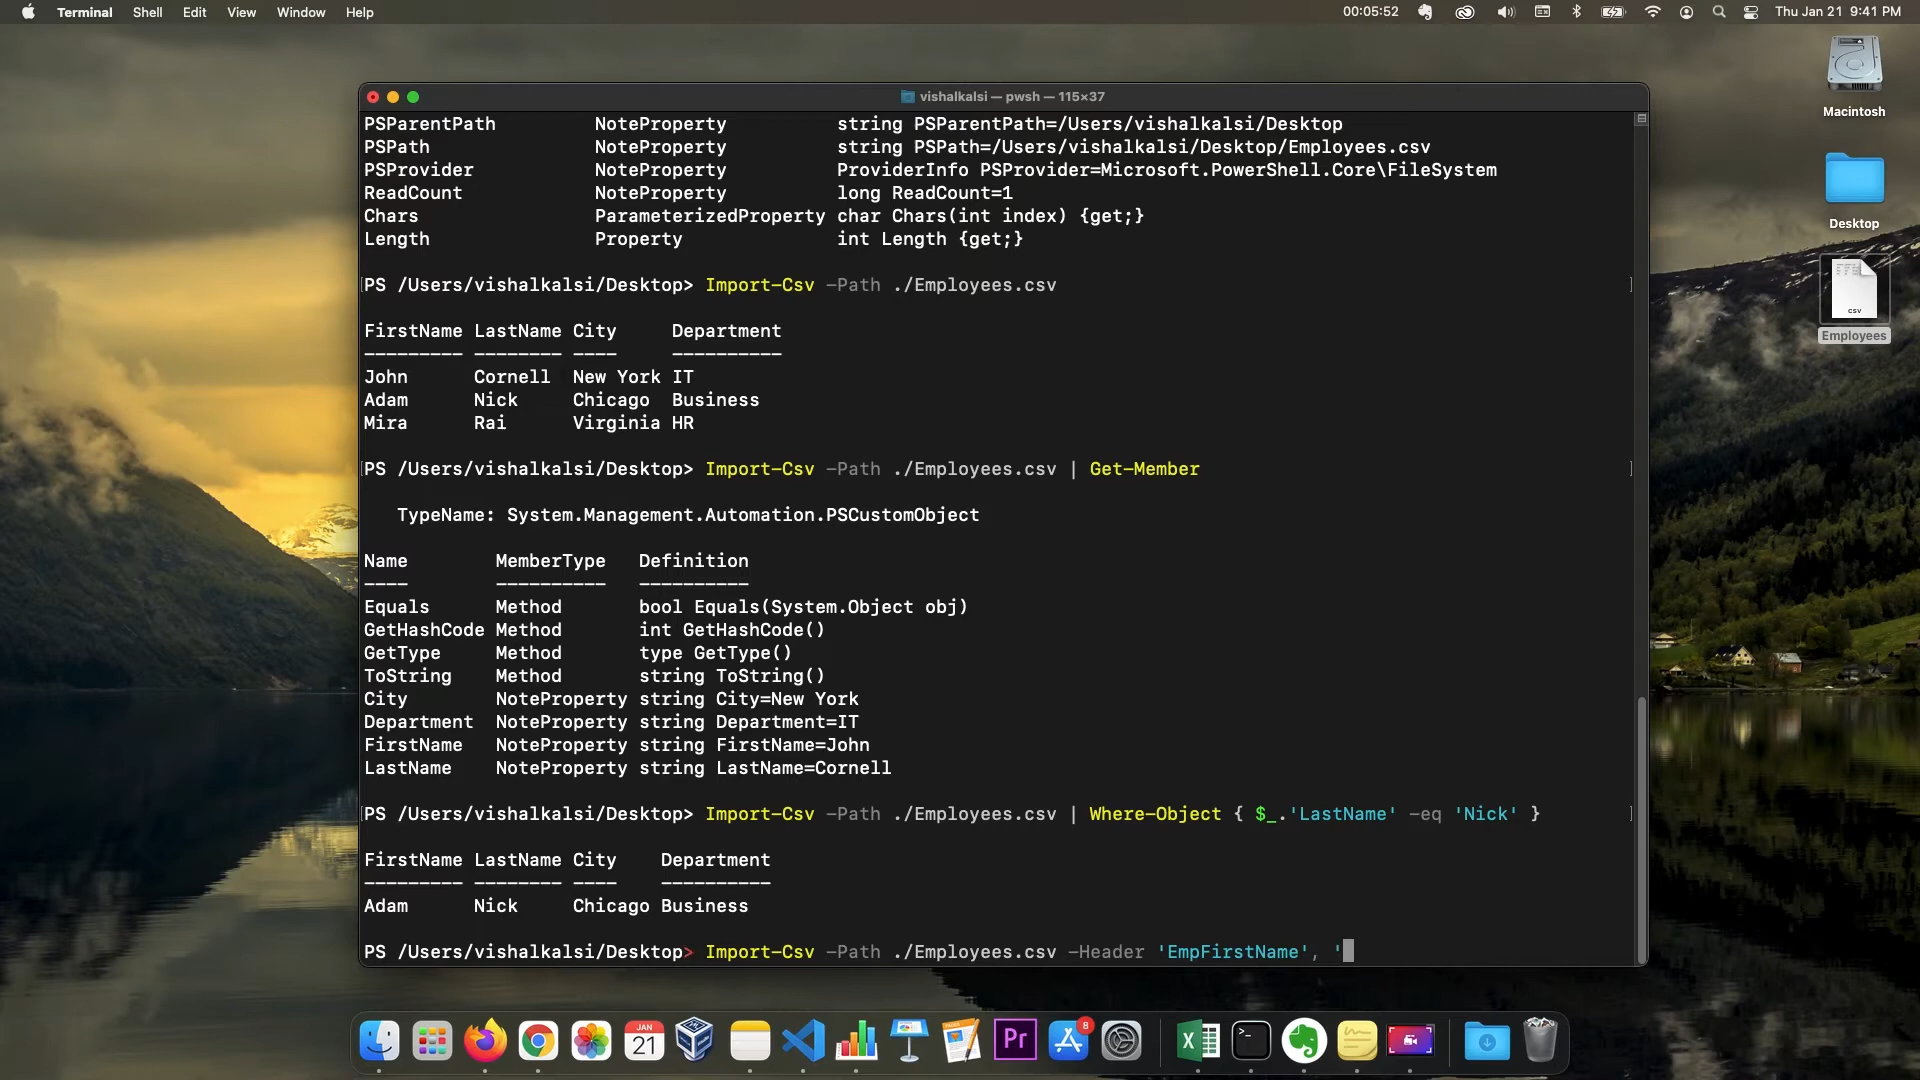 Terminal Shell Edit View Window Help 00:05:52 Thu Jan 21 9:41 PM
Macintosh
Desktop
CSV
Employees
vishalkalsi — pwsh — 115×37
PSParentPath NoteProperty string PSParentPath=/Users/vishalkalsi/Desktop
PSPath NoteProperty string PSPath=/Users/vishalkalsi/Desktop/Employees.csv
PSProvider NoteProperty ProviderInfo PSProvider=Microsoft.PowerShell.Core\FileSystem
ReadCount NoteProperty long ReadCount=1
Chars ParameterizedProperty char Chars(int index) {get;}
Length Property int Length {get;}
[PS /Users/vishalkalsi/Desktop> Import-Csv -Path ./Employees.csv ]
FirstName LastName City Department
--------- -------- ---- ----------
John Cornell New York IT
Adam Nick Chicago Business
Mira Rai Virginia HR
[PS /Users/vishalkalsi/Desktop> Import-Csv -Path ./Employees.csv | Get-Member ]
TypeName: System.Management.Automation.PSCustomObject
Name MemberType Definition
---- ---------- ----------
Equals Method bool Equals(System.Object obj)
GetHashCode Method int GetHashCode()
GetType Method type GetType()
ToString Method string ToString()
City NoteProperty string City=New York
Department NoteProperty string Department=IT
FirstName NoteProperty string FirstName=John
LastName NoteProperty string LastName=Cornell
[PS /Users/vishalkalsi/Desktop> Import-Csv -Path ./Employees.csv | Where-Object { $_.'LastName' -eq 'Nick' } ]
FirstName LastName City Department
--------- -------- ---- ----------
Adam Nick Chicago Business
PS /Users/vishalkalsi/Desktop> Import-Csv -Path ./Employees.csv -Header 'EmpFirstName', '
JAN
21
Pr
8